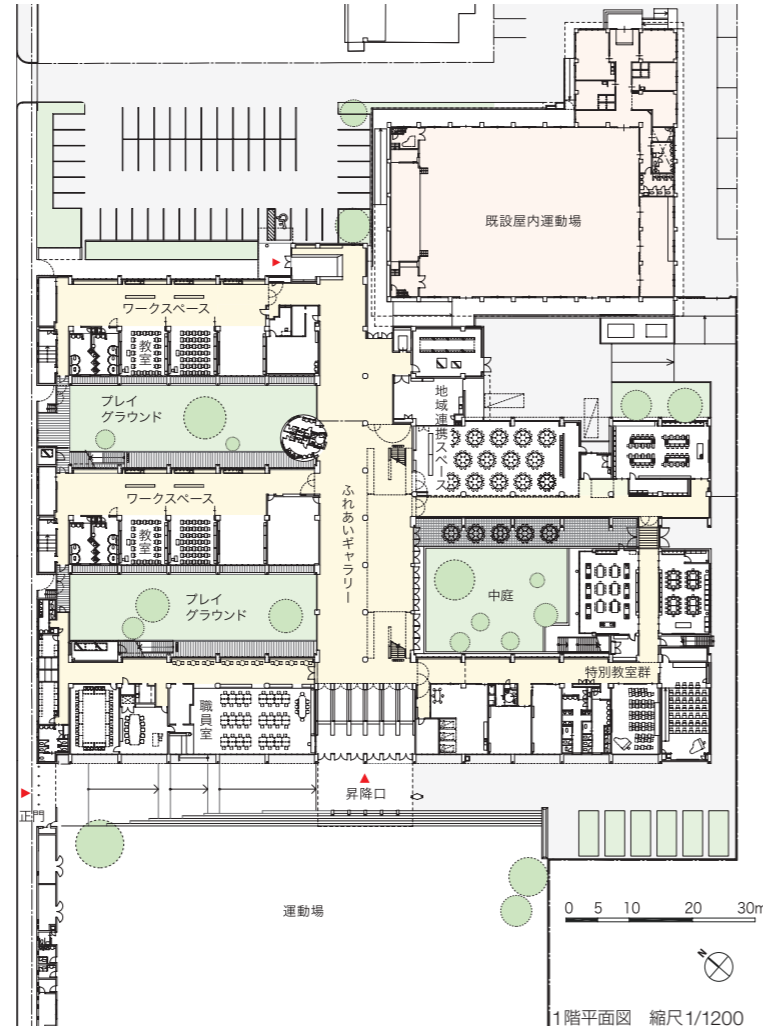 既設屋内運動場
ワークスペース
教室
プレイ
グラウンド
地域連携スペース
ワークスペース
教室
ふれあいギャラリー
プレイ
グラウンド
中庭
特別教室群
職員室
昇降口
正門
運動場
0 5 10 20 30m
N
1階平面図 縮尺1/1200